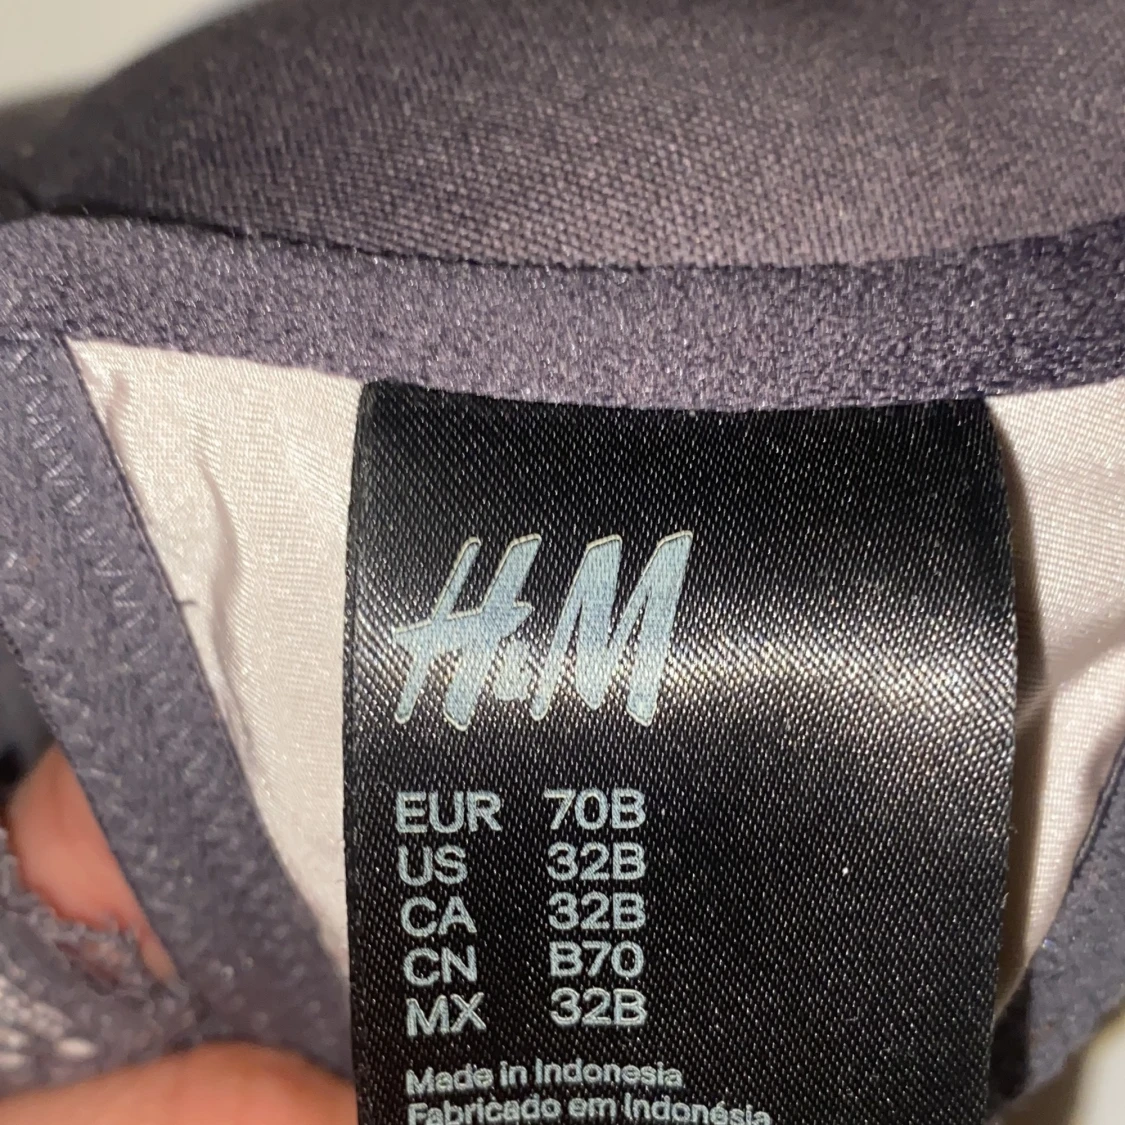 H&M
EUR 70B
US 32B
CA 32B
CN B70
MX 32B
Made in Indonesia
Fabricado em Indonésia